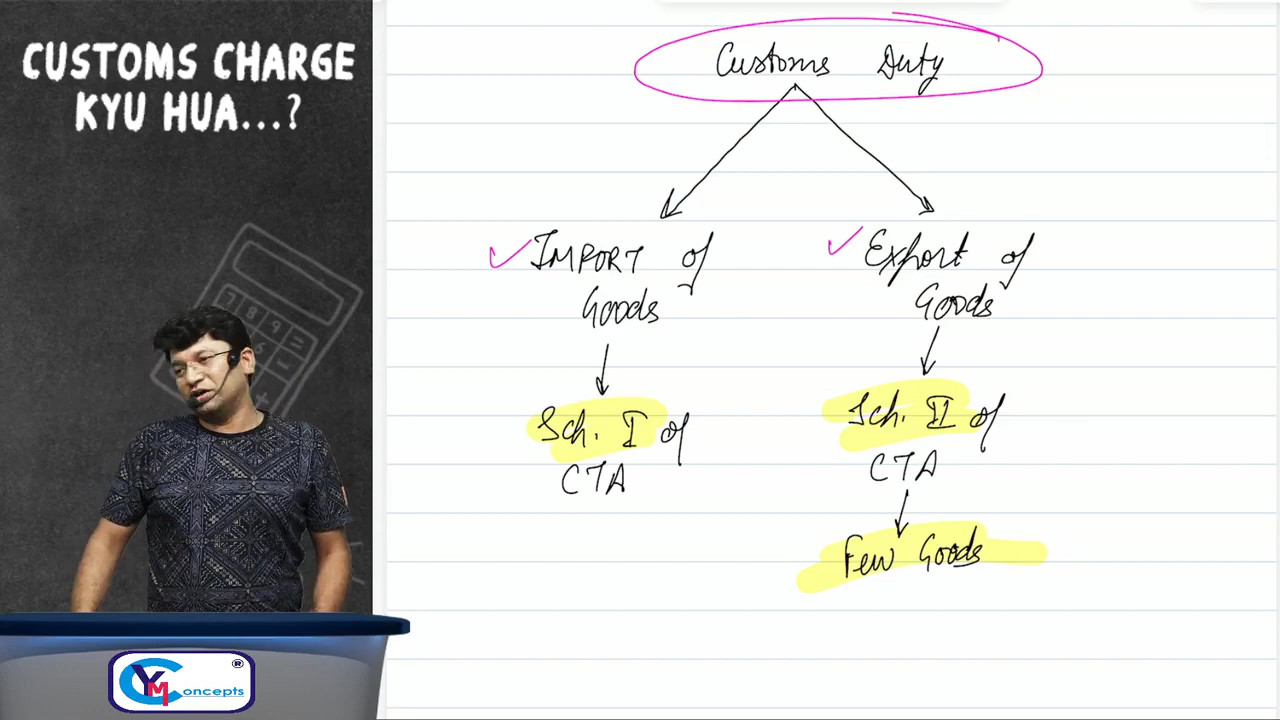 CUSTOMS CHARGE
KYU HUA...?
Customs Duty
IMPORT of
Goods
Export of
Goods
Sch. I of
CTA
Sch. II of
CTA
Few Goods
YM Concepts ®